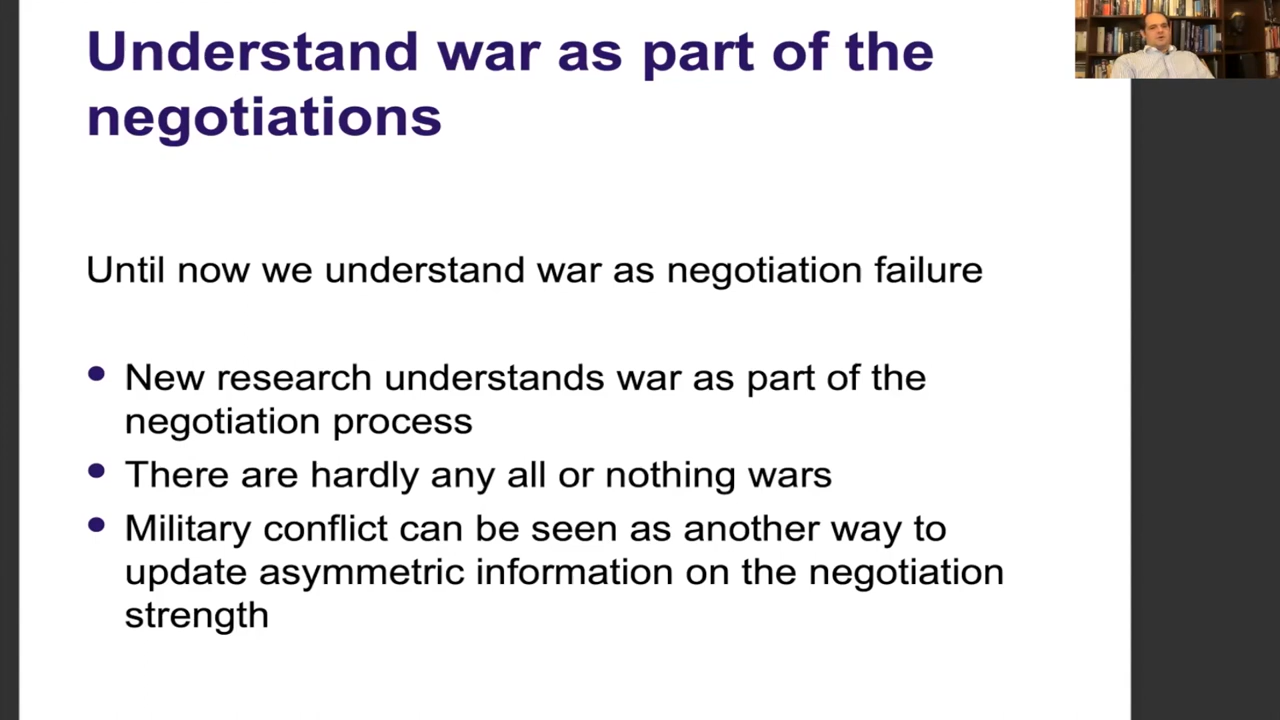 Understand war as part of the
negotiations
Until now we understand war as negotiation failure
• New research understands war as part of the
negotiation process
• There are hardly any all or nothing wars
• Military conflict can be seen as another way to
update asymmetric information on the negotiation
strength